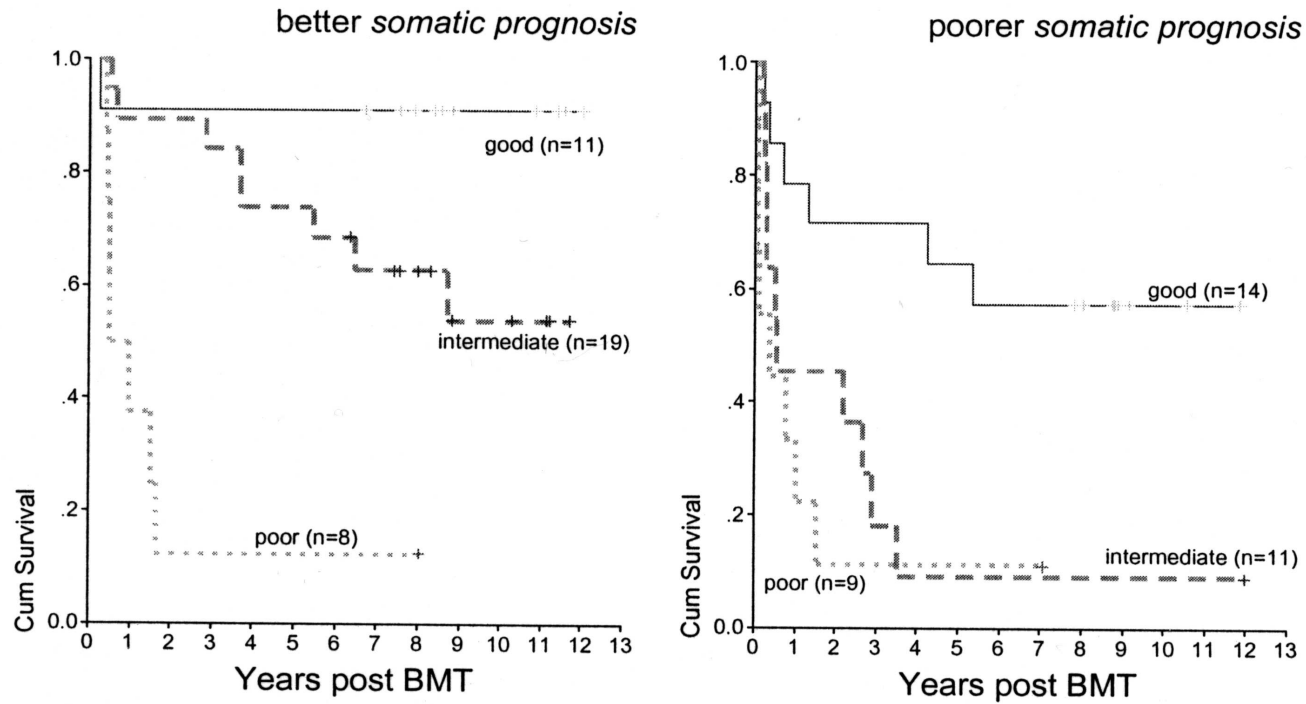 better somatic prognosis
1.0
.8
.6
.4
.2
0.0
Cum Survival
good (n=11)
intermediate (n=19)
poor (n=8)
0 1 2 3 4 5 6 7 8 9 10 11 12 13
Years post BMT
poorer somatic prognosis
1.0
.8
.6
.4
.2
0.0
Cum Survival
good (n=14)
intermediate (n=11)
poor (n=9)
0 1 2 3 4 5 6 7 8 9 10 11 12 13
Years post BMT